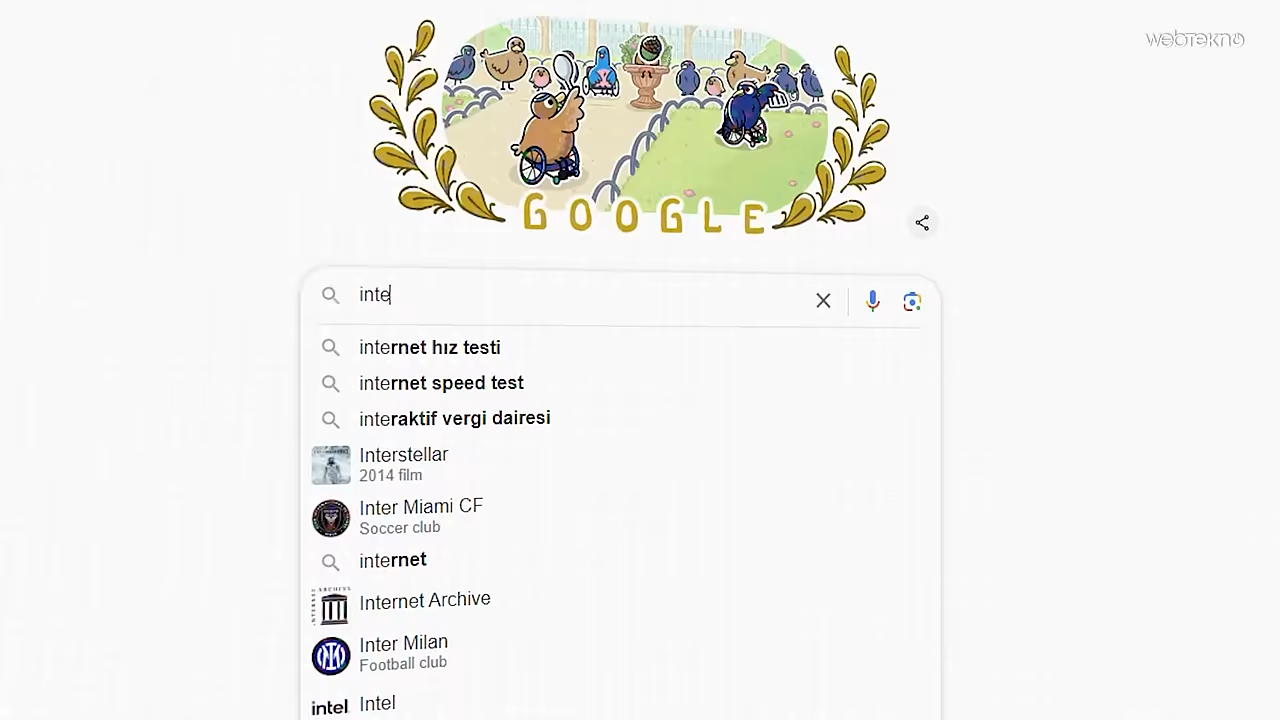 webtekno
GOOGLE
inte
internet hız testi
internet speed test
interaktif vergi dairesi
Interstellar
2014 film
Inter Miami CF
Soccer club
internet
Internet Archive
Inter Milan
Football club
intel Intel